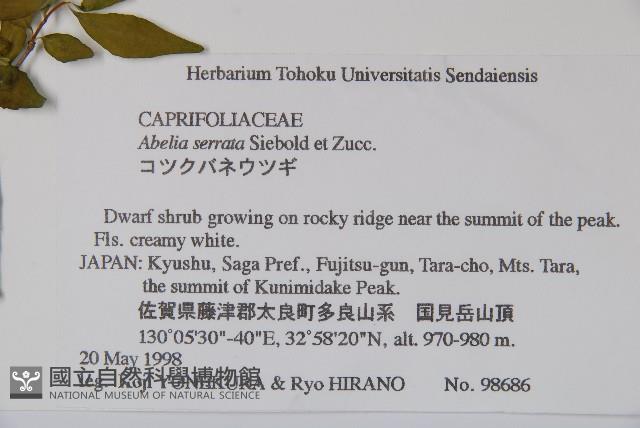 Herbarium Tohoku Universitatis Sendaiensis
CAPRIFOLIACEAE
Abelia serrata Siebold et Zucc.
コツクバネウツギ
Dwarf shrub growing on rocky ridge near the summit of the peak.
Fls. creamy white.
JAPAN: Kyushu, Saga Pref., Fujitsu-gun, Tara-cho, Mts. Tara,
the summit of Kunimidake Peak.
佐賀県藤津郡太良町多良山系 国見岳山頂
130°05'30"-40"E, 32°58'20"N, alt. 970-980 m.
20 May 1998
leg. Koji YONEKURA & Ryo HIRANO No. 98686
國立自然科學博物館
NATIONAL MUSEUM OF NATURAL SCIENCE